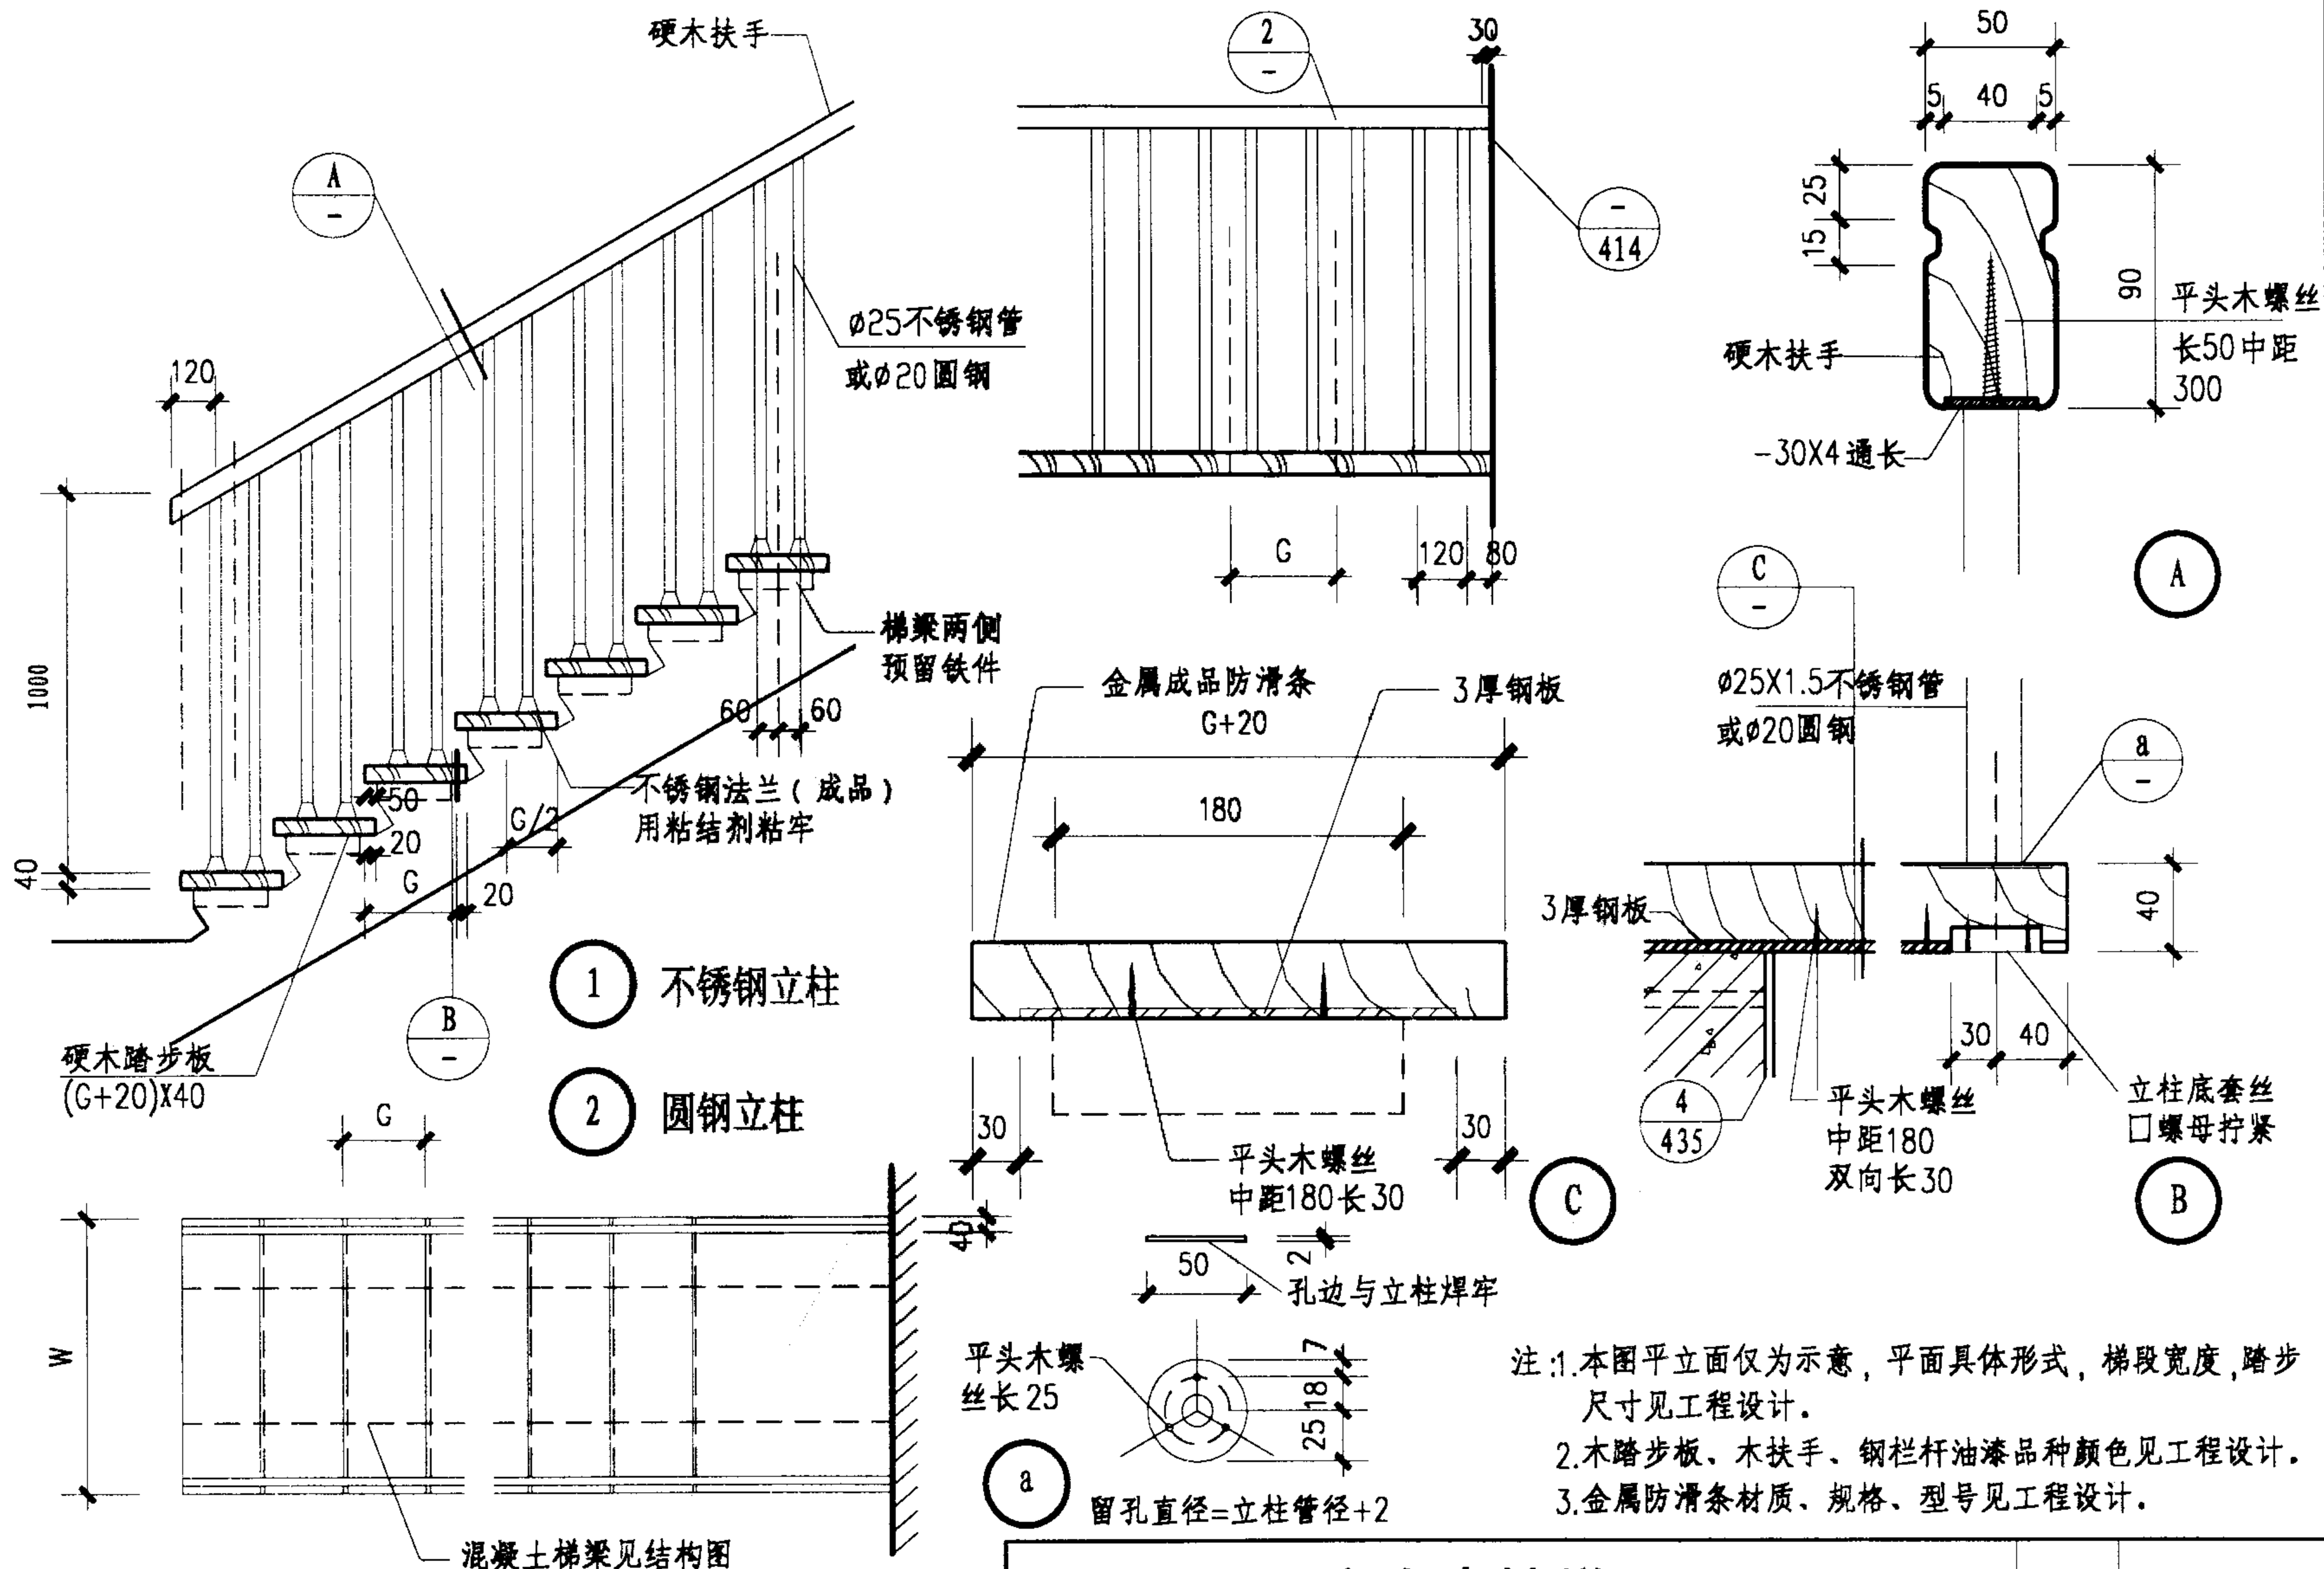 硬木扶手
A
-
120
1000
40
ø25不锈钢管
或ø20圆钢
梯梁两侧
预留铁件
60
60
不锈钢法兰(成品)
用粘结剂粘牢
50
20
G/2
G
20
B
-
硬木踏步板
(G+20)X40
1 不锈钢立柱
2 圆钢立柱
G
W
40
混凝土梯梁见结构图
2
-
30
-
414
G
120
80
50
5
40
5
25
15
90
平头木螺丝
长50中距
300
硬木扶手
-30X4通长
A
金属成品防滑条
G+20
3厚钢板
180
30
30
平头木螺丝
中距180长30
C
C
-
ø25X1.5不锈钢管
或ø20圆钢
a
-
3厚钢板
40
30
40
4
435
平头木螺丝
中距180
双向长30
立柱底套丝
口螺母拧紧
B
50
2
孔边与立柱焊牢
平头木螺
丝长25
7
18
25
a
留孔直径=立柱管径+2
注:1.本图平立面仅为示意,平面具体形式,梯段宽度,踏步
尺寸见工程设计.
2.木踏步板、木扶手、钢栏杆油漆品种颜色见工程设计.
3.金属防滑条材质、规格、型号见工程设计.